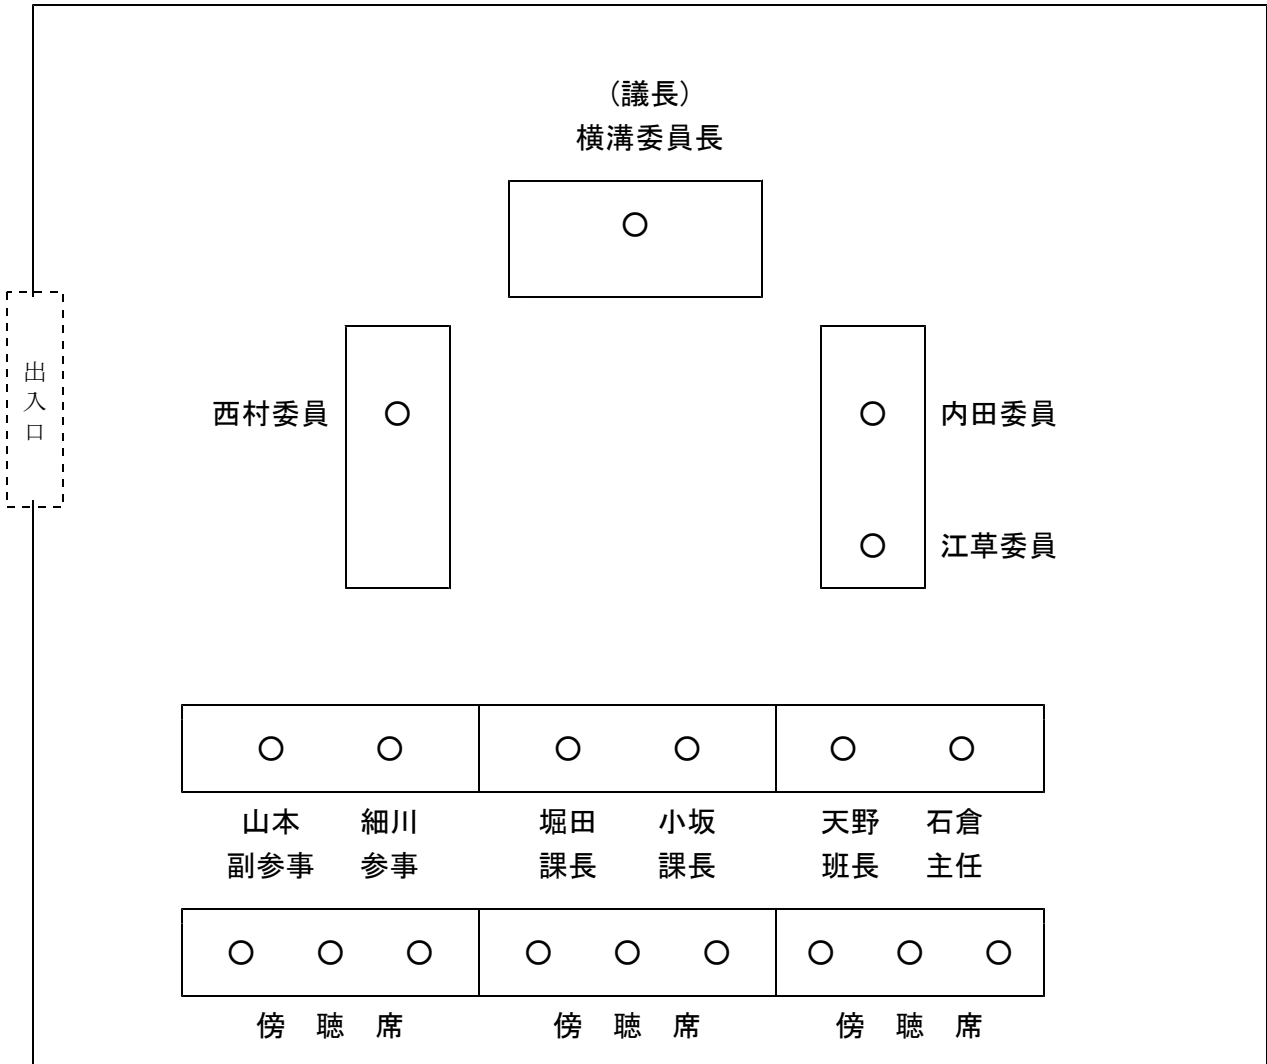 （議長）
横溝委員長
出入口
西村委員 ○ ○ 内田委員
○ 江草委員
○ ○ ○ ○ ○ ○
山本 細川 堀田 小坂 天野 石倉
副参事 参事 課長 課長 班長 主任
○ ○ ○ ○ ○ ○ ○ ○ ○
傍 聴 席 傍 聴 席 傍 聴 席